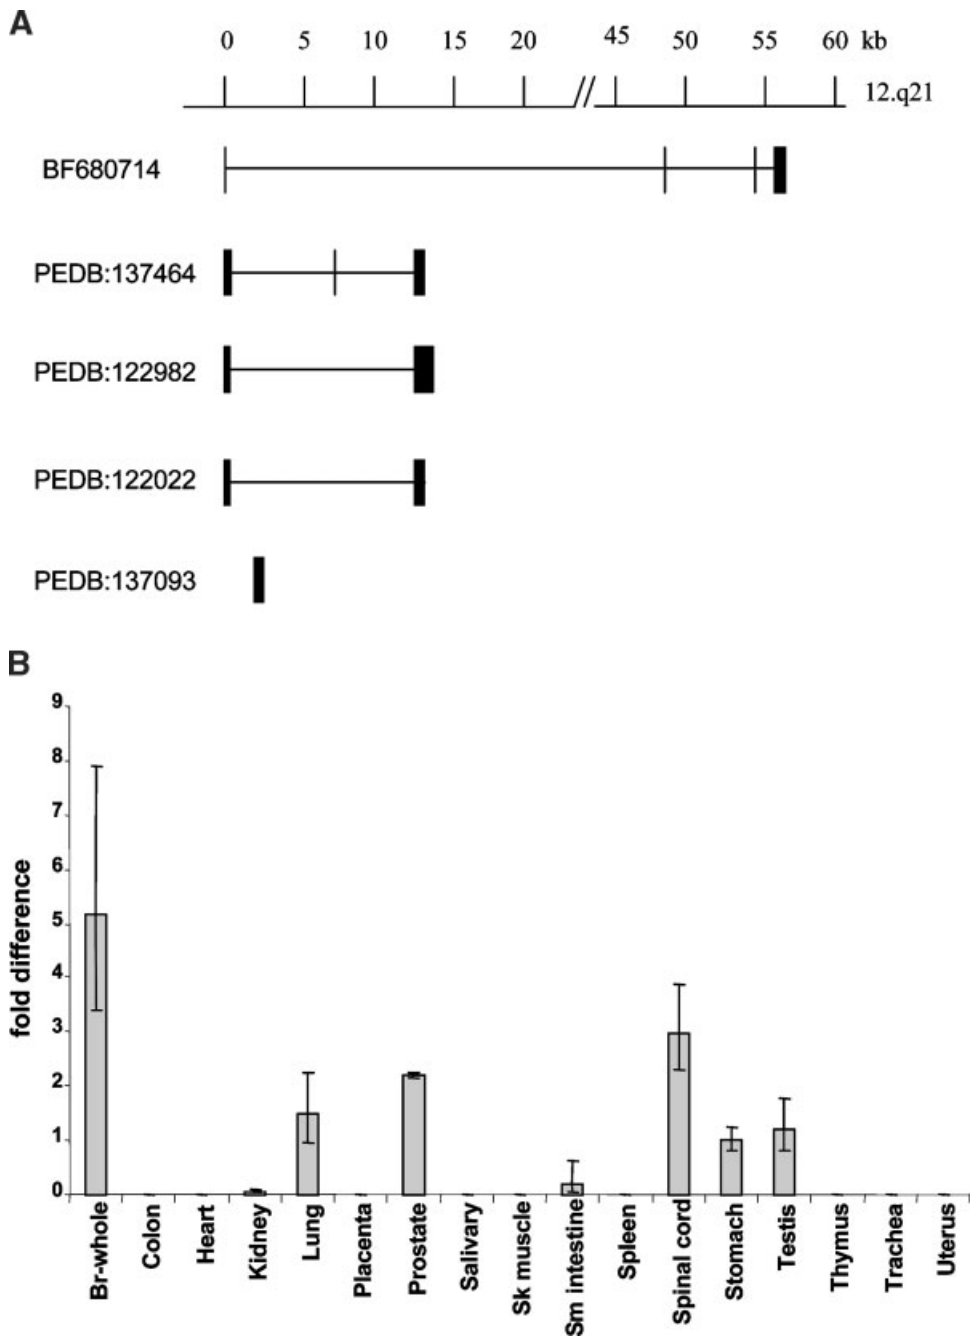 A
0 5 10 15 20 45 50 55 60 kb
12.q21
BF680714
PEDB:137464
PEDB:122982
PEDB:122022
PEDB:137093
B
9
8
7
6
5
4
3
2
1
0
fold difference
Br-whole
Colon
Heart
Kidney
Lung
Placenta
Prostate
Salivary
Sk muscle
Sm intestine
Spleen
Spinal cord
Stomach
Testis
Thymus
Trachea
Uterus